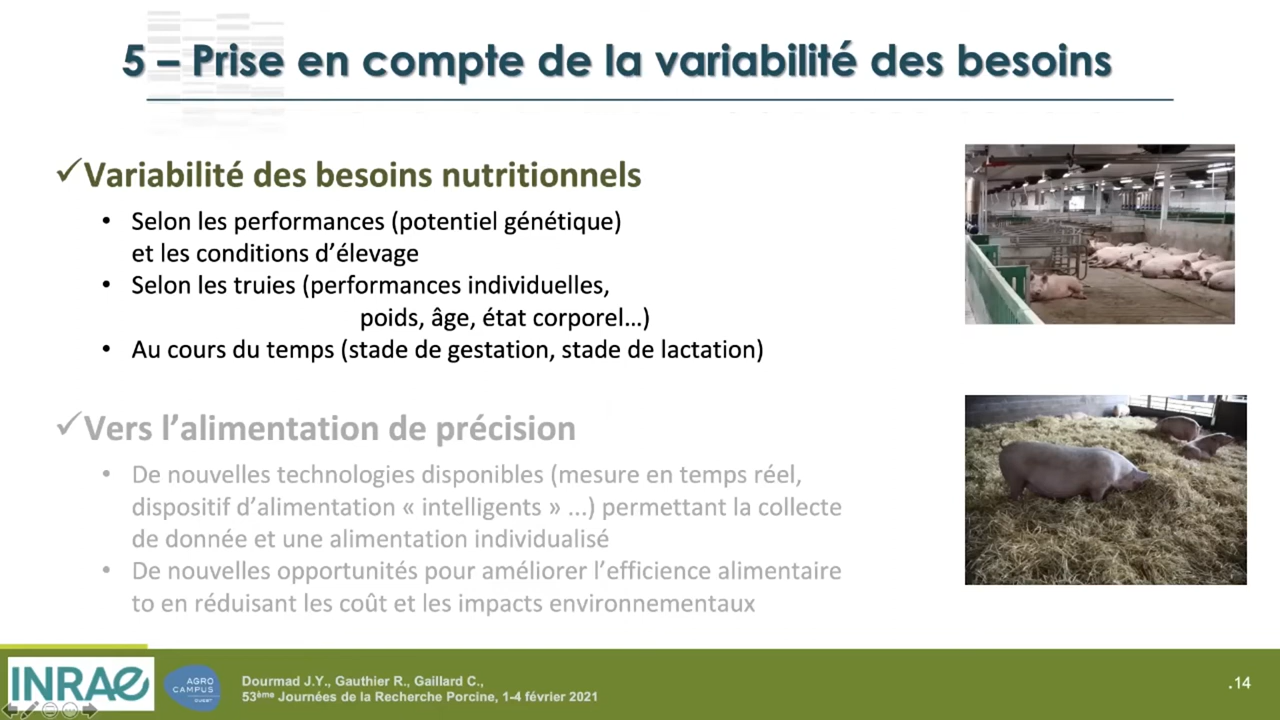 5 – Prise en compte de la variabilité des besoins
✓Variabilité des besoins nutritionnels
• Selon les performances (potentiel génétique)
et les conditions d’élevage
• Selon les truies (performances individuelles,
poids, âge, état corporel…)
• Au cours du temps (stade de gestation, stade de lactation)
✓Vers l’alimentation de précision
• De nouvelles technologies disponibles (mesure en temps réel,
dispositif d’alimentation « intelligents » ...) permettant la collecte
de donnée et une alimentation individualisé
• De nouvelles opportunités pour améliorer l’efficience alimentaire
to en réduisant les coût et les impacts environnementaux
INRAE
AGRO
CAMPUS
OUEST
Dourmad J.Y., Gauthier R., Gaillard C.,
53ème Journées de la Recherche Porcine, 1-4 février 2021
.14